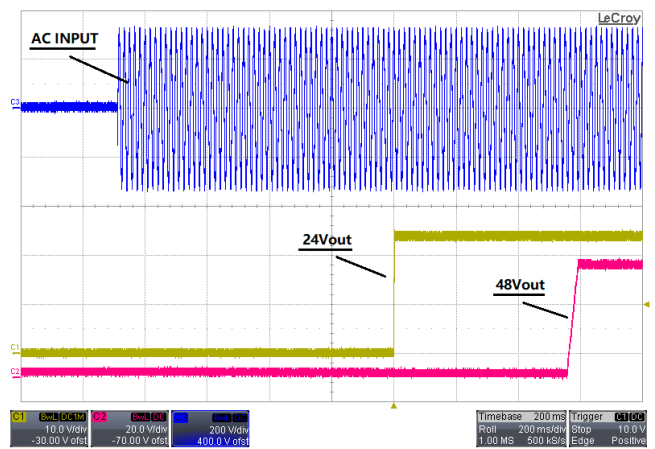 LeCroy
AC INPUT
C3
24Vout
48Vout
C1
C2
C1 BwL DC1M
10.0 V/div
-30.00 V ofst
C2 BwL
20.0 V/div
-70.00 V ofst
BwL
200 V/div
400.0 V ofst
Timebase 200 ms
Roll 200 ms/div
1.00 MS 500 kS/s
Trigger C1 DC
Stop 10.0 V
Edge Positive